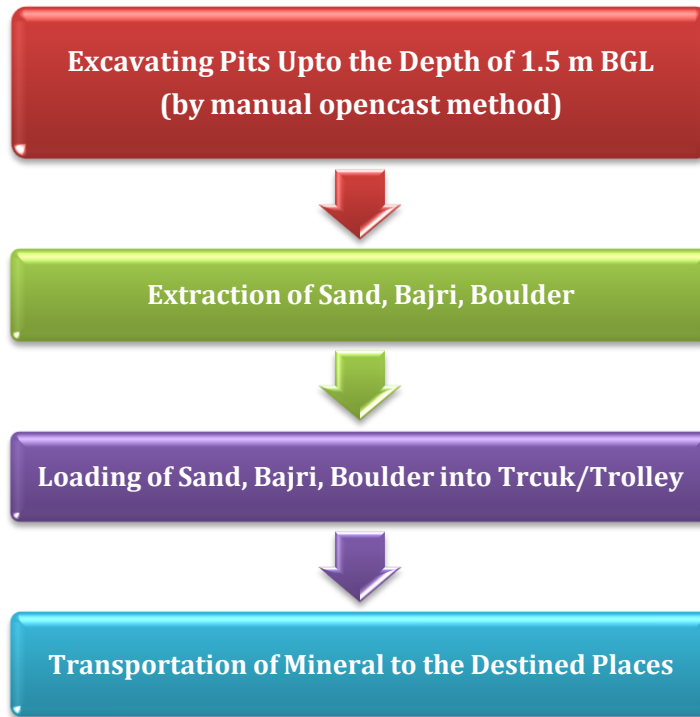 Excavating Pits Upto the Depth of 1.5 m BGL
(by manual opencast method)
Extraction of Sand, Bajri, Boulder
Loading of Sand, Bajri, Boulder into Trcuk/Trolley
Transportation of Mineral to the Destined Places